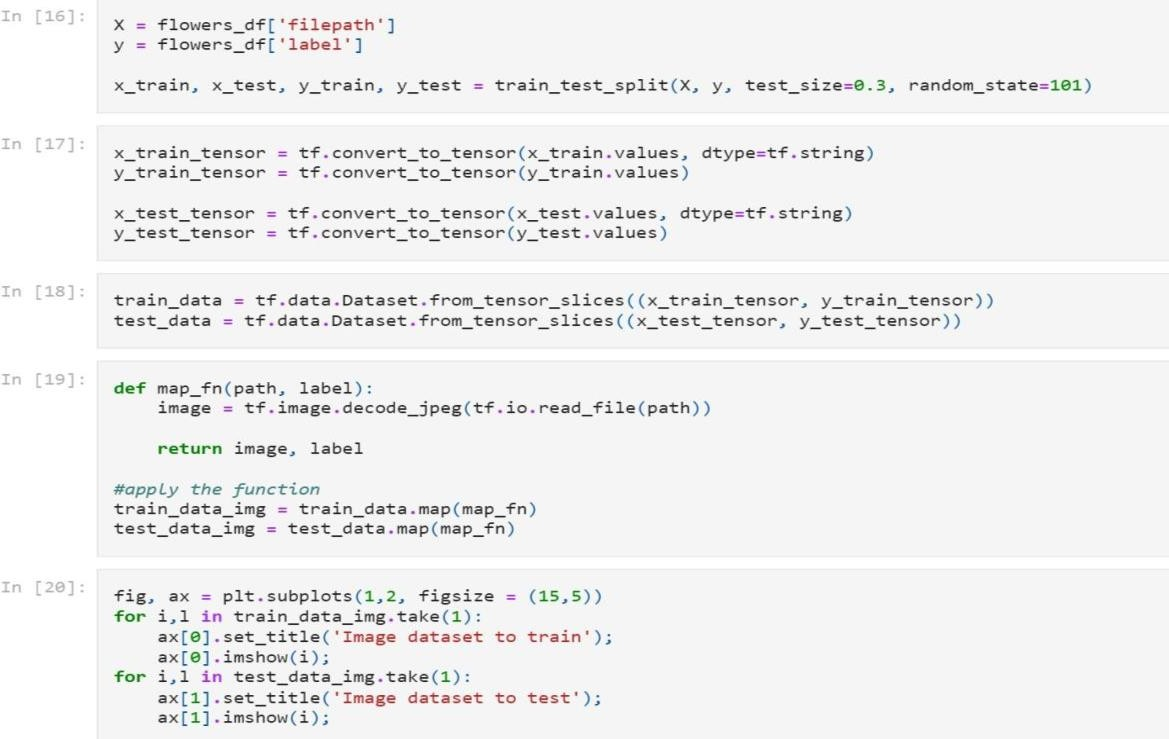 In [16]:
X = flowers_df['filepath']
y = flowers_df['label']
x_train, x_test, y_train, y_test = train_test_split(X, y, test_size=0.3, random_state=101)
In [17]:
x_train_tensor = tf.convert_to_tensor(x_train.values, dtype=tf.string)
y_train_tensor = tf.convert_to_tensor(y_train.values)
x_test_tensor = tf.convert_to_tensor(x_test.values, dtype=tf.string)
y_test_tensor = tf.convert_to_tensor(y_test.values)
In [18]:
train_data = tf.data.Dataset.from_tensor_slices((x_train_tensor, y_train_tensor))
test_data = tf.data.Dataset.from_tensor_slices((x_test_tensor, y_test_tensor))
In [19]:
def map_fn(path, label):
    image = tf.image.decode_jpeg(tf.io.read_file(path))
    return image, label
#apply the function
train_data_img = train_data.map(map_fn)
test_data_img = test_data.map(map_fn)
In [20]:
fig, ax = plt.subplots(1,2, figsize = (15,5))
for i,l in train_data_img.take(1):
    ax[0].set_title('Image dataset to train');
    ax[0].imshow(i);
for i,l in test_data_img.take(1):
    ax[1].set_title('Image dataset to test');
    ax[1].imshow(i);